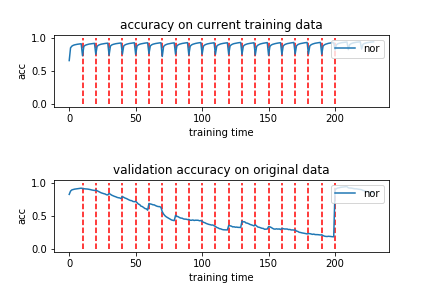 accuracy on current training data
1.0
0.5
0.0
acc
nor
0
50
100
150
200
training time
validation accuracy on original data
1.0
0.5
0.0
acc
nor
0
50
100
150
200
training time